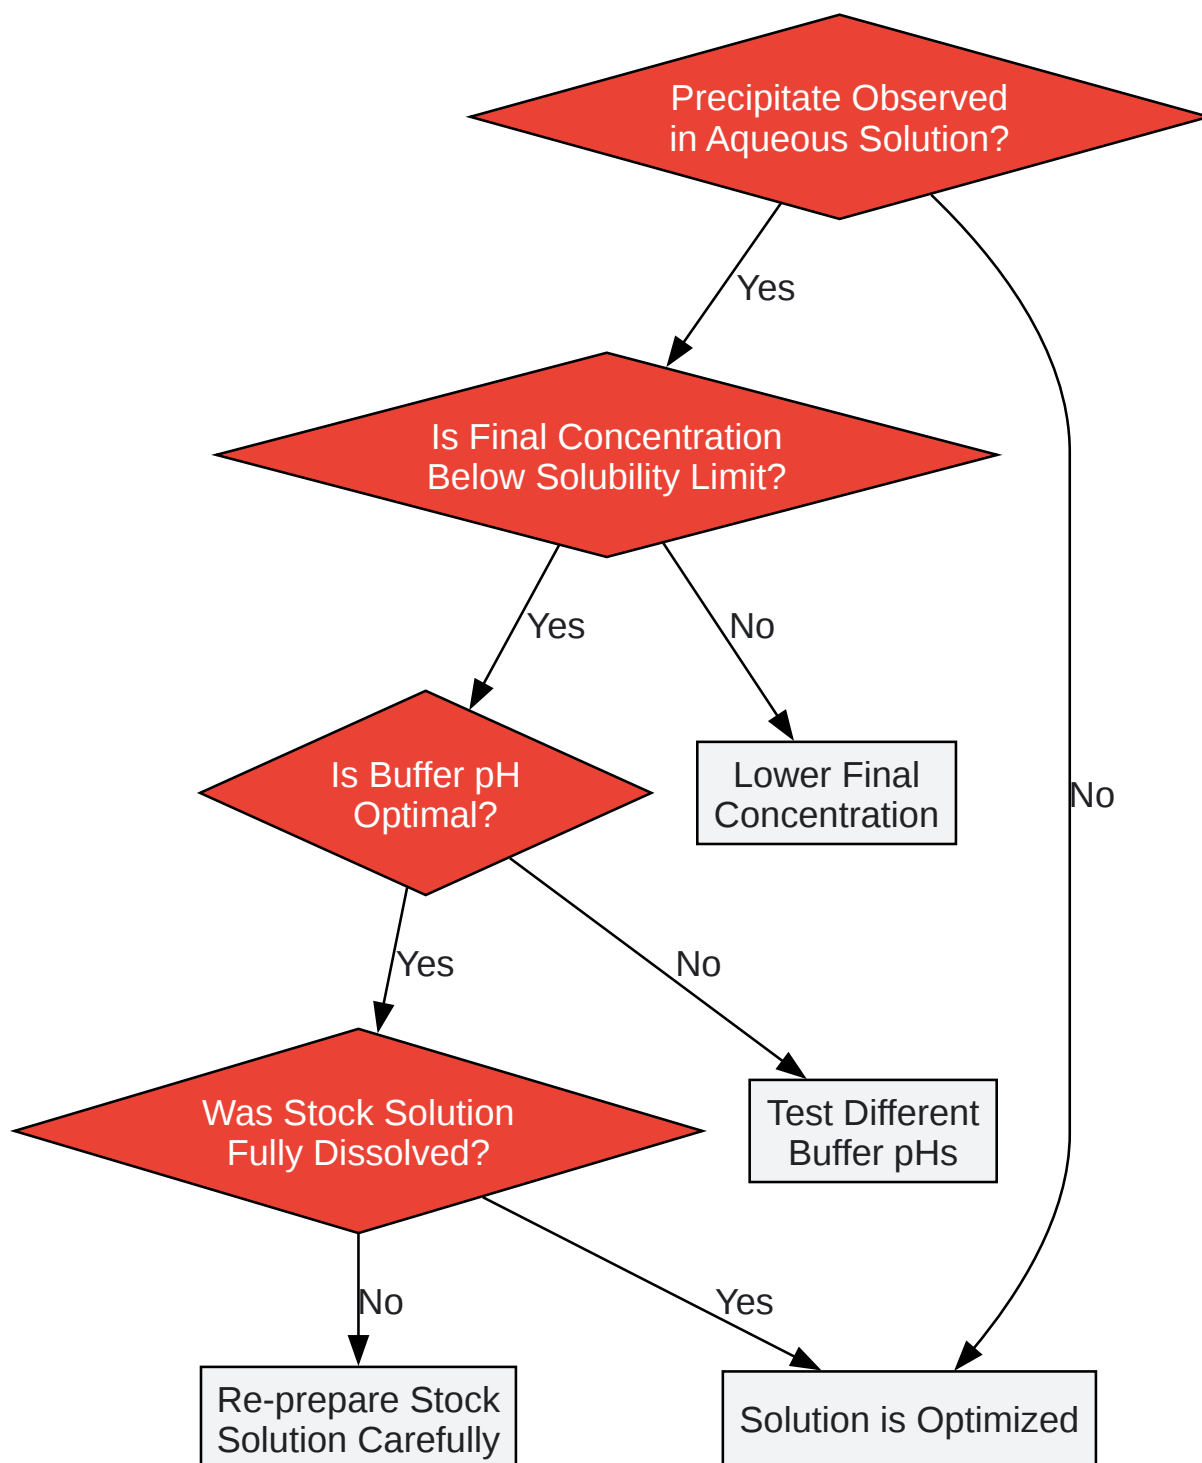 Precipitate Observed
in Aqueous Solution?
Yes
Is Final Concentration
Below Solubility Limit?
Yes
No
Is Buffer pH
Optimal?
Lower Final
Concentration
No
Yes
No
Was Stock Solution
Fully Dissolved?
Test Different
Buffer pHs
No
Yes
Re-prepare Stock
Solution Carefully
Solution is Optimized